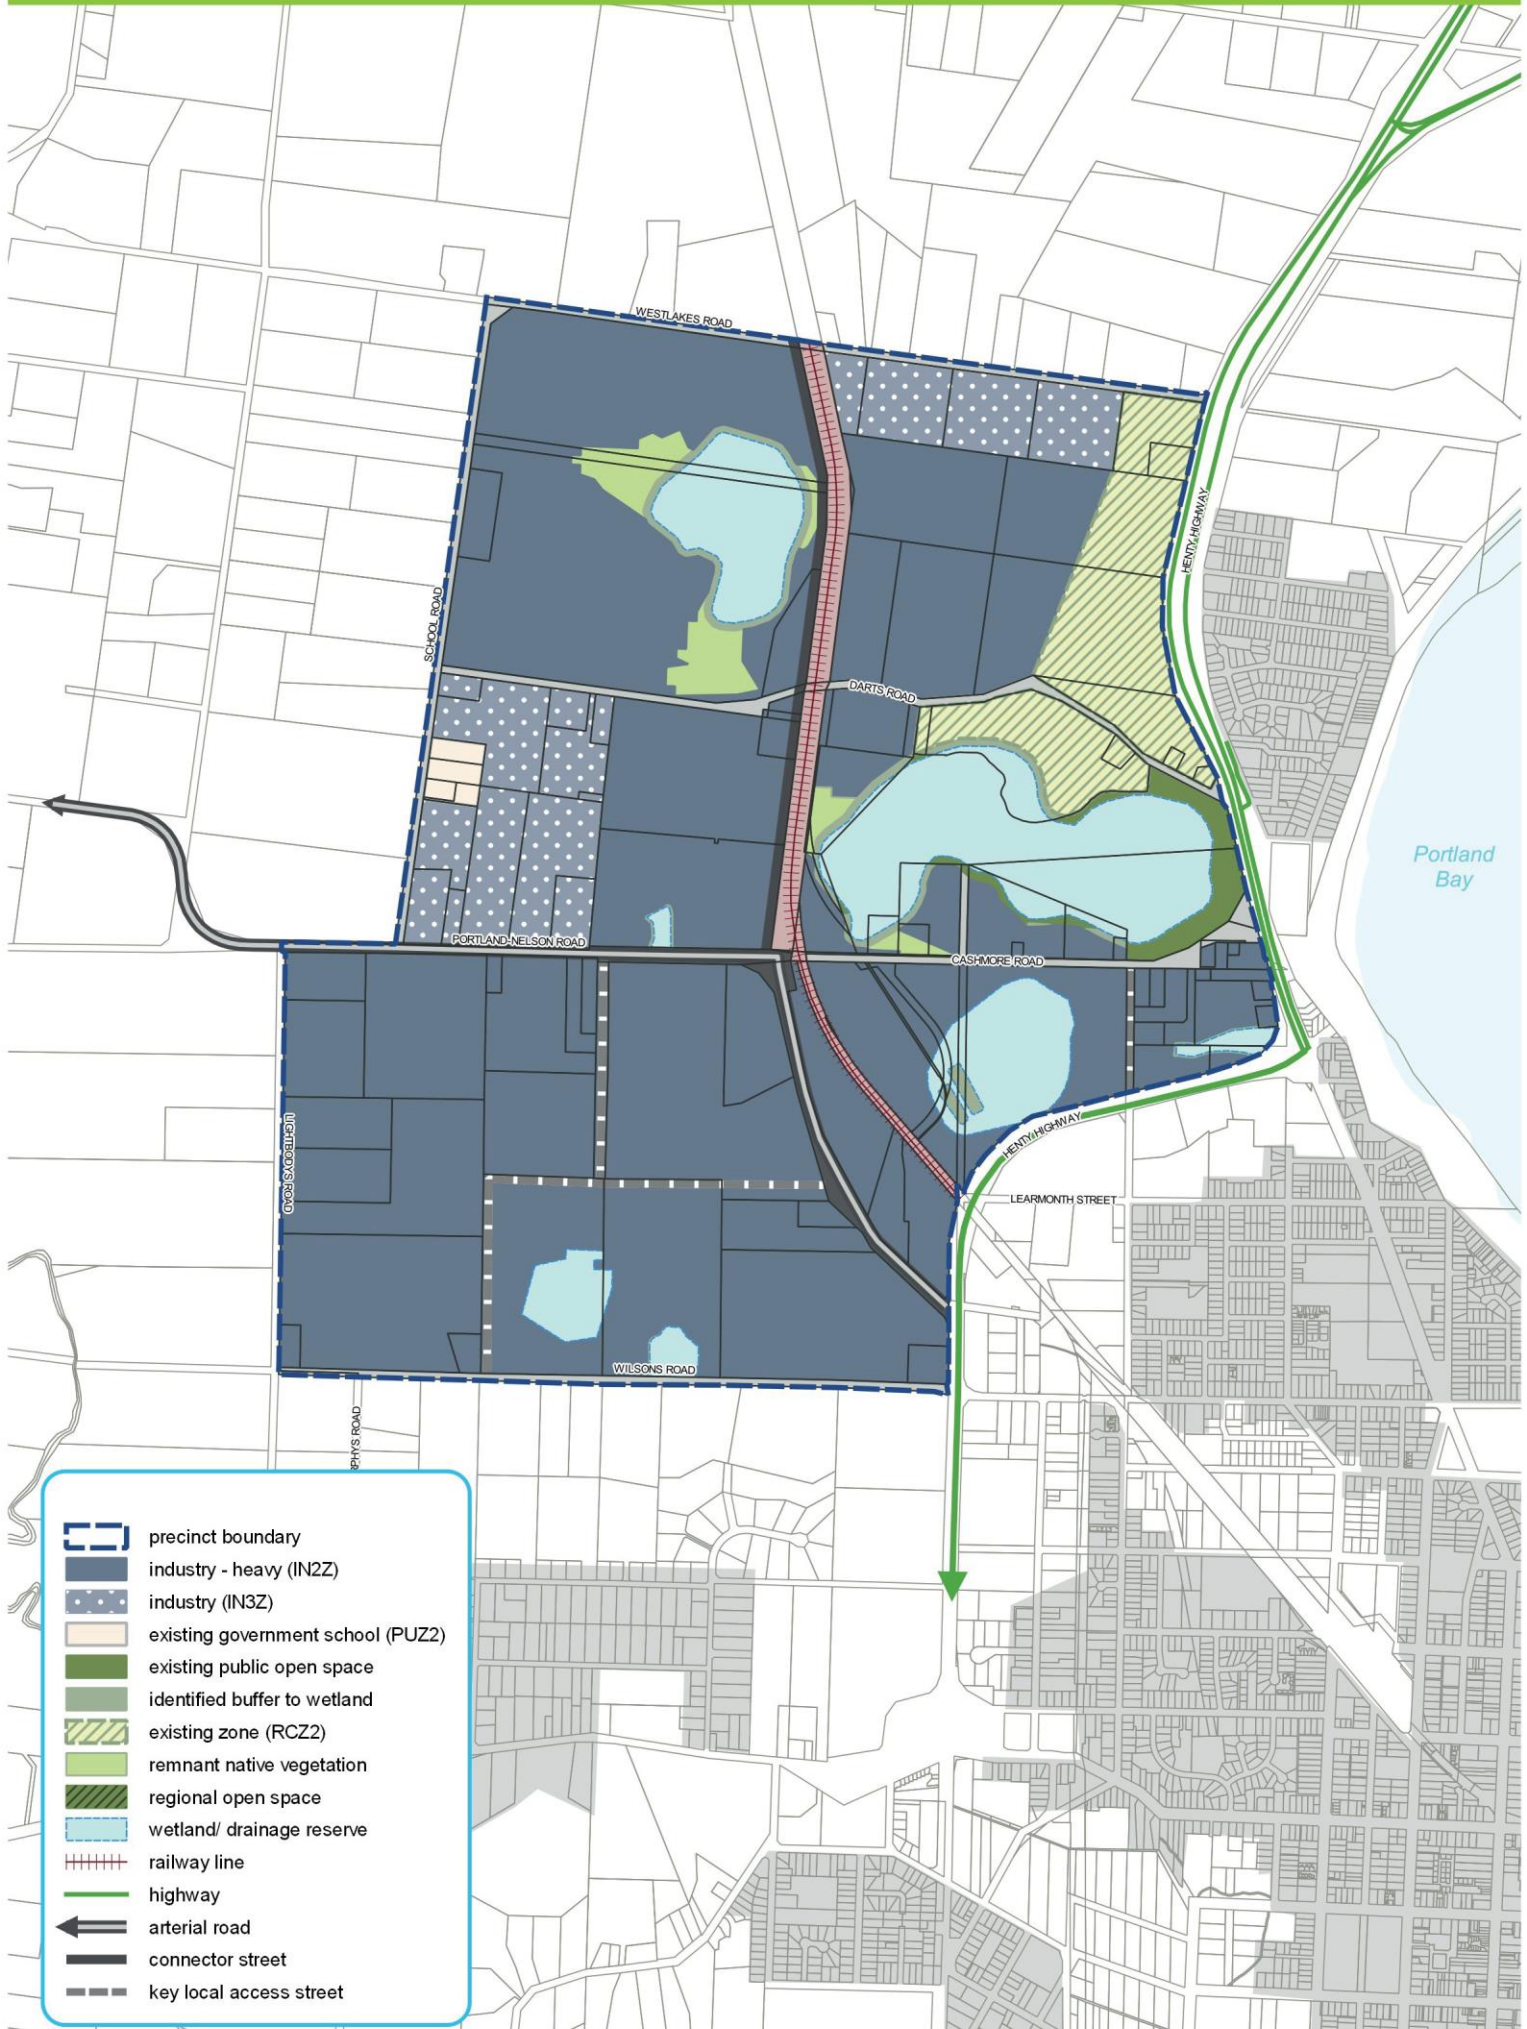 WESTLAKES ROAD
HENTY HIGHWAY
SCHOOL ROAD
DARTS ROAD
Portland
Bay
PORTLAND-NELSON ROAD
CASHMORE ROAD
HENTY HIGHWAY
LIGHTBODYS ROAD
LEARMONTH STREET
WILSONS ROAD
RPHYS ROAD
precinct boundary
industry - heavy (IN2Z)
industry (IN3Z)
existing government school (PUZ2)
existing public open space
identified buffer to wetland
existing zone (RCZ2)
remnant native vegetation
regional open space
wetland/ drainage reserve
railway line
highway
arterial road
connector street
key local access street